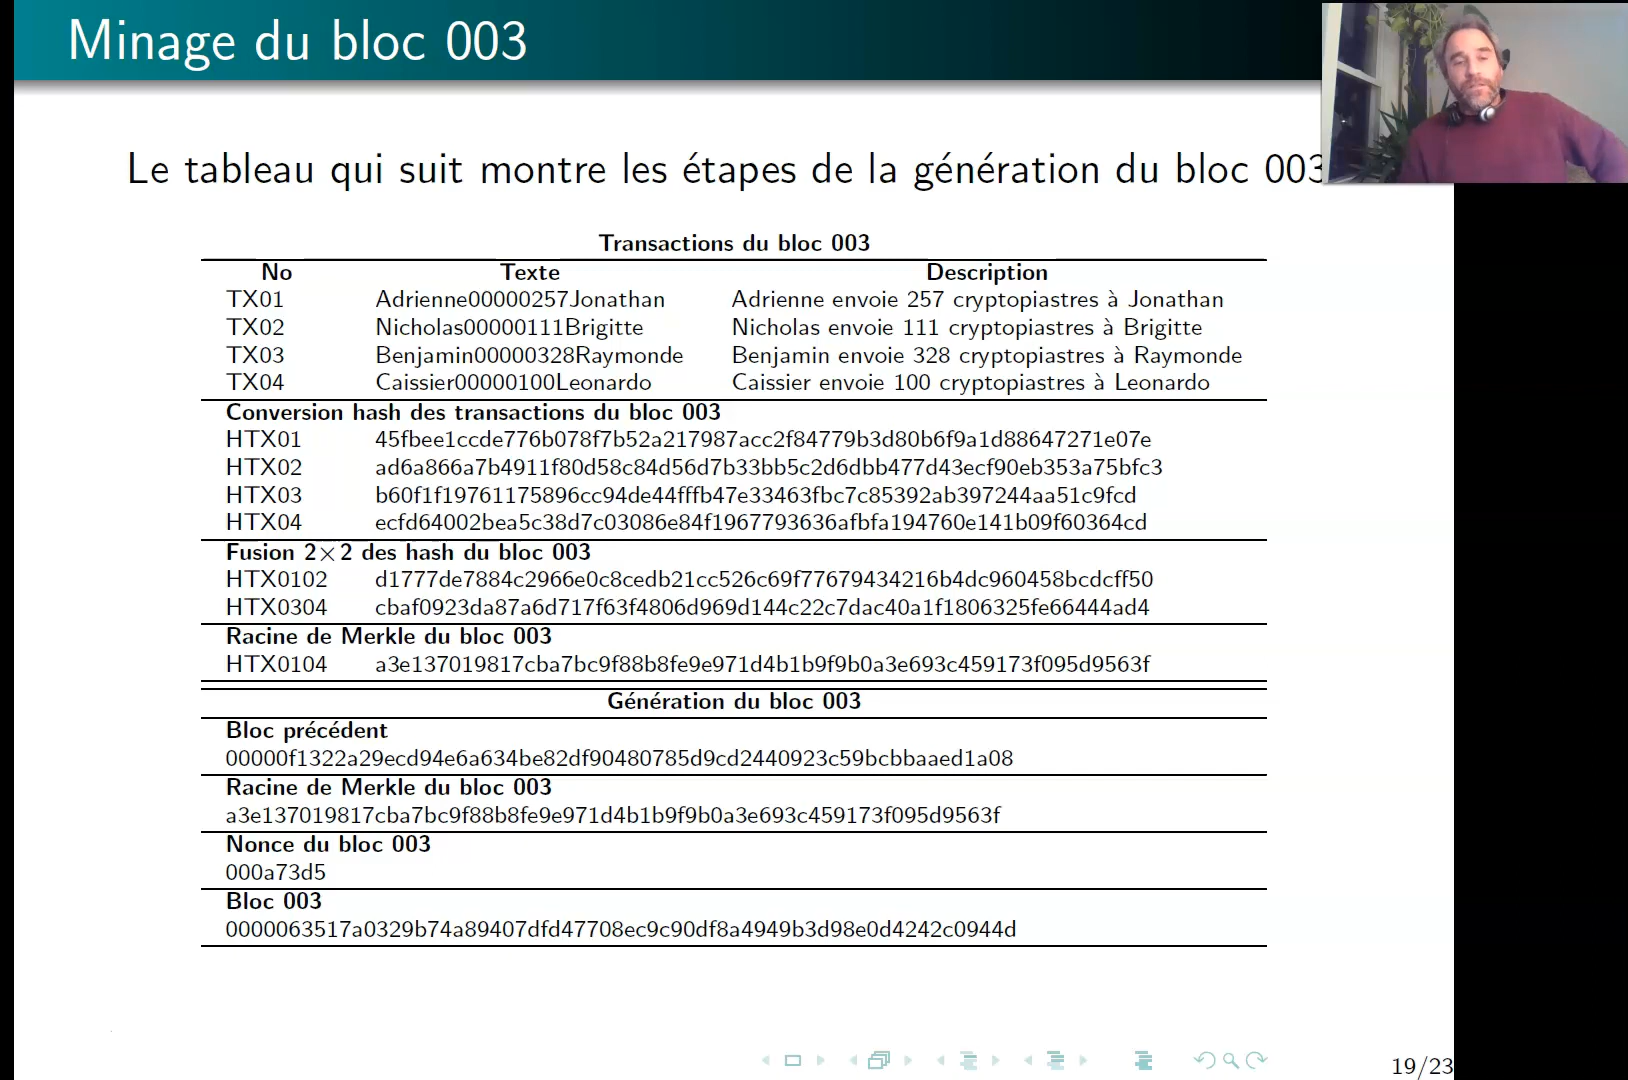 Minage du bloc 003
Le tableau qui suit montre les étapes de la génération du bloc 003
Transactions du bloc 003
No Texte Description
TX01 Adrienne00000257Jonathan Adrienne envoie 257 cryptopiastres à Jonathan
TX02 Nicholas00000111Brigitte Nicholas envoie 111 cryptopiastres à Brigitte
TX03 Benjamin00000328Raymonde Benjamin envoie 328 cryptopiastres à Raymonde
TX04 Caissier00000100Leonardo Caissier envoie 100 cryptopiastres à Leonardo
Conversion hash des transactions du bloc 003
HTX01 45fbee1ccde776b078f7b52a217987acc2f84779b3d80b6f9a1d88647271e07e
HTX02 ad6a866a7b4911f80d58c84d56d7b33bb5c2d6dbb477d43ecf90eb353a75bfc3
HTX03 b60f1f19761175896cc94de44fffb47e33463fbc7c85392ab397244aa51c9fcd
HTX04 ecfd64002bea5c38d7c03086e84f1967793636afbfa194760e141b09f60364cd
Fusion 2×2 des hash du bloc 003
HTX0102 d1777de7884c2966e0c8cedb21cc526c69f77679434216b4dc960458bcdcff50
HTX0304 cbaf0923da87a6d717f63f4806d969d144c22c7dac40a1f1806325fe66444ad4
Racine de Merkle du bloc 003
HTX0104 a3e137019817cba7bc9f88b8fe9e971d4b1b9f9b0a3e693c459173f095d9563f
Génération du bloc 003
Bloc précédent
00000f1322a29ecd94e6a634be82df90480785d9cd2440923c59bcbbaaed1a08
Racine de Merkle du bloc 003
a3e137019817cba7bc9f88b8fe9e971d4b1b9f9b0a3e693c459173f095d9563f
Nonce du bloc 003
000a73d5
Bloc 003
0000063517a0329b74a89407dfd47708ec9c90df8a4949b3d98e0d4242c0944d
19/23